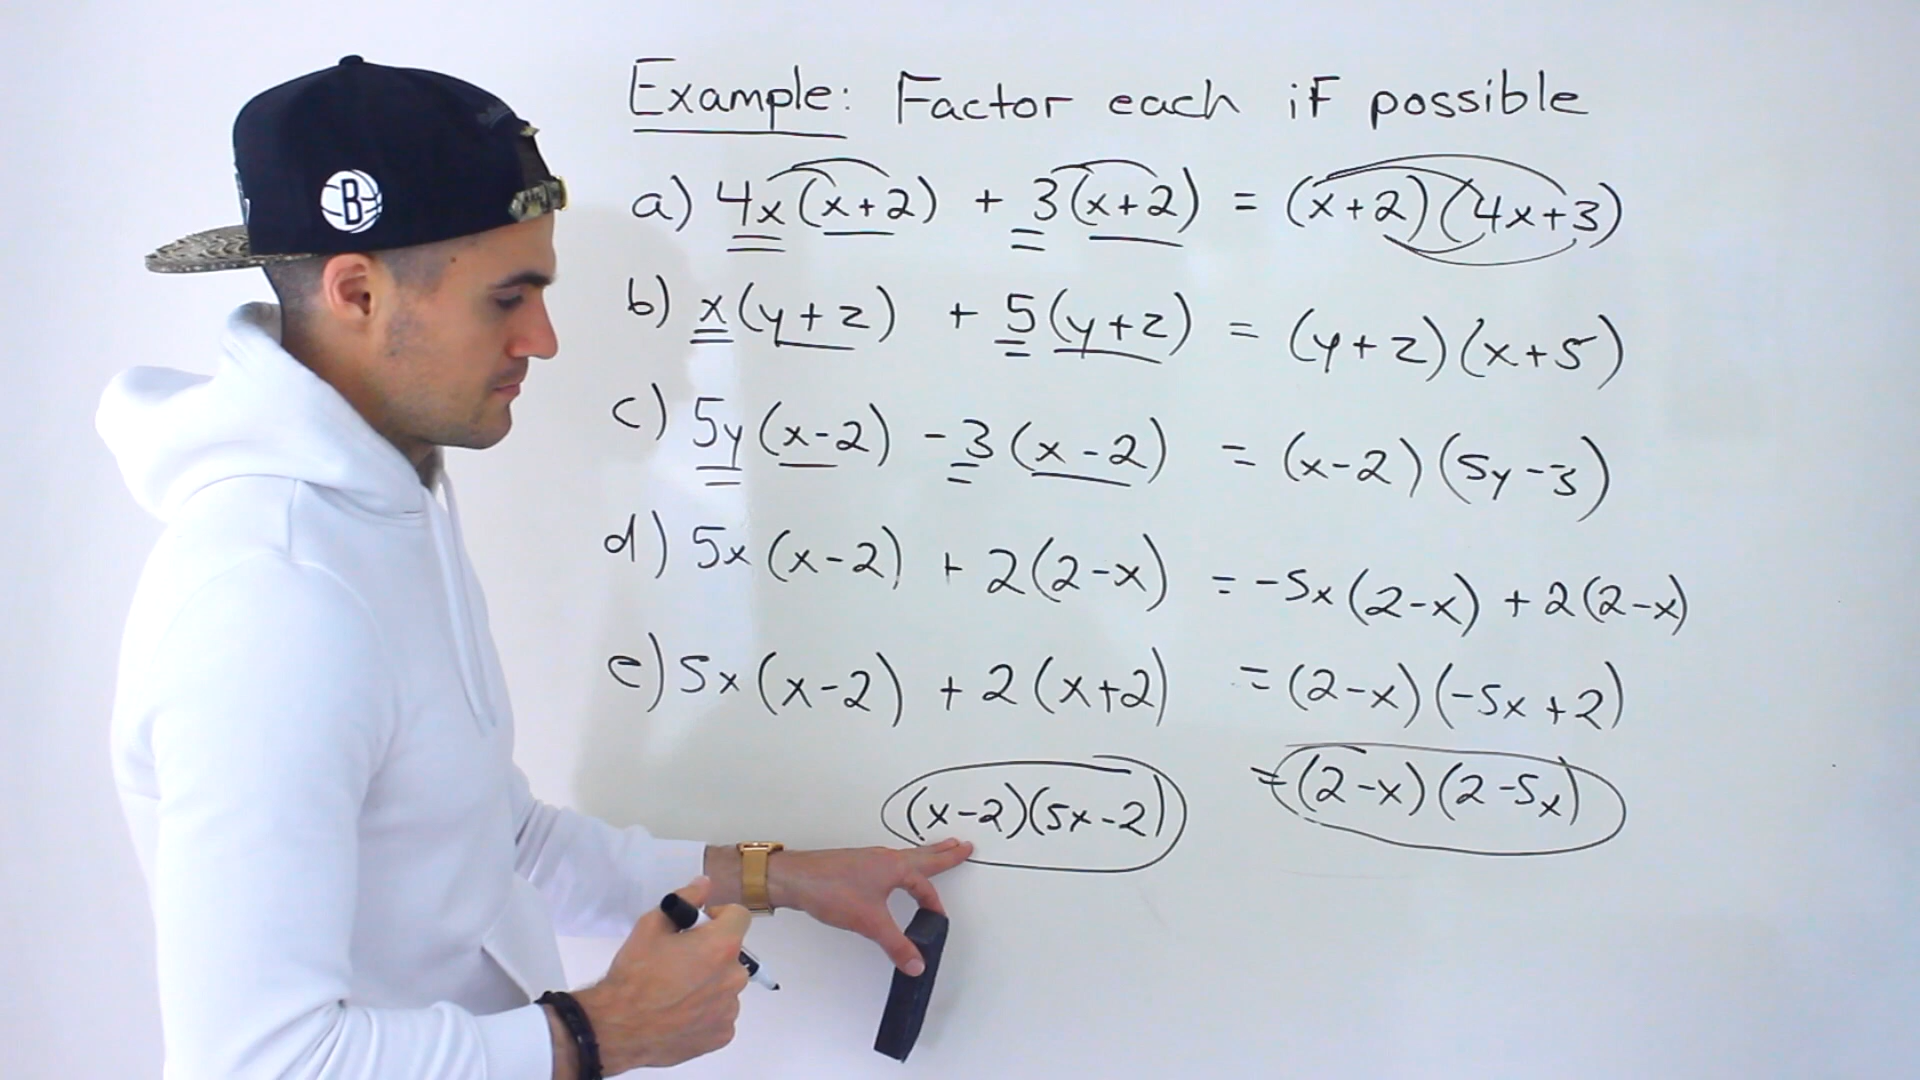 Example: Factor each if possible
a) 4x(x+2) + 3(x+2) = (x+2)(4x+3)
b) x(y+z) + 5(y+z) = (y+z)(x+5)
c) 5y(x-2) -3(x-2) = (x-2)(5y-3)
d) 5x(x-2) + 2(2-x) = -5x(2-x) + 2(2-x)
= (2-x)(-5x+2)
= (2-x)(2-5x)
e) 5x(x-2) + 2(x+2)
(x-2)(5x-2)
B